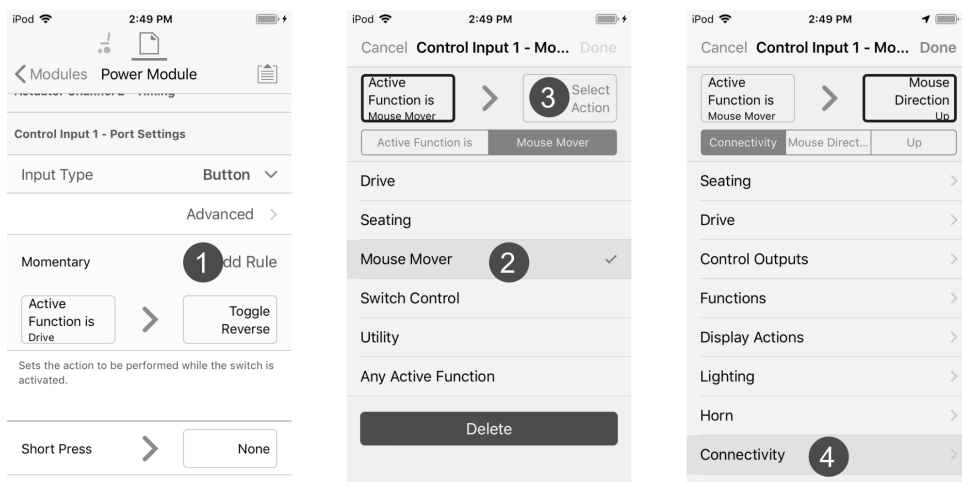 iPod 2:49 PM
Modules Power Module
Actuator Channel 2 - Timing
Control Input 1 - Port Settings
Input Type Button
Advanced
Momentary 1 dd Rule
Active
Function is
Drive
Toggle
Reverse
Sets the action to be performed while the switch is
activated.
Short Press None
iPod 2:49 PM
Cancel Control Input 1 - Mo... Done
Active
Function is
Mouse Mover
3 Select
Action
Active Function is Mouse Mover
Drive
Seating
Mouse Mover 2
Switch Control
Utility
Any Active Function
Delete
iPod 2:49 PM
Cancel Control Input 1 - Mo... Done
Active
Function is
Mouse Mover
Mouse
Direction
Up
Connectivity Mouse Direct... Up
Seating
Drive
Control Outputs
Functions
Display Actions
Lighting
Horn
Connectivity 4